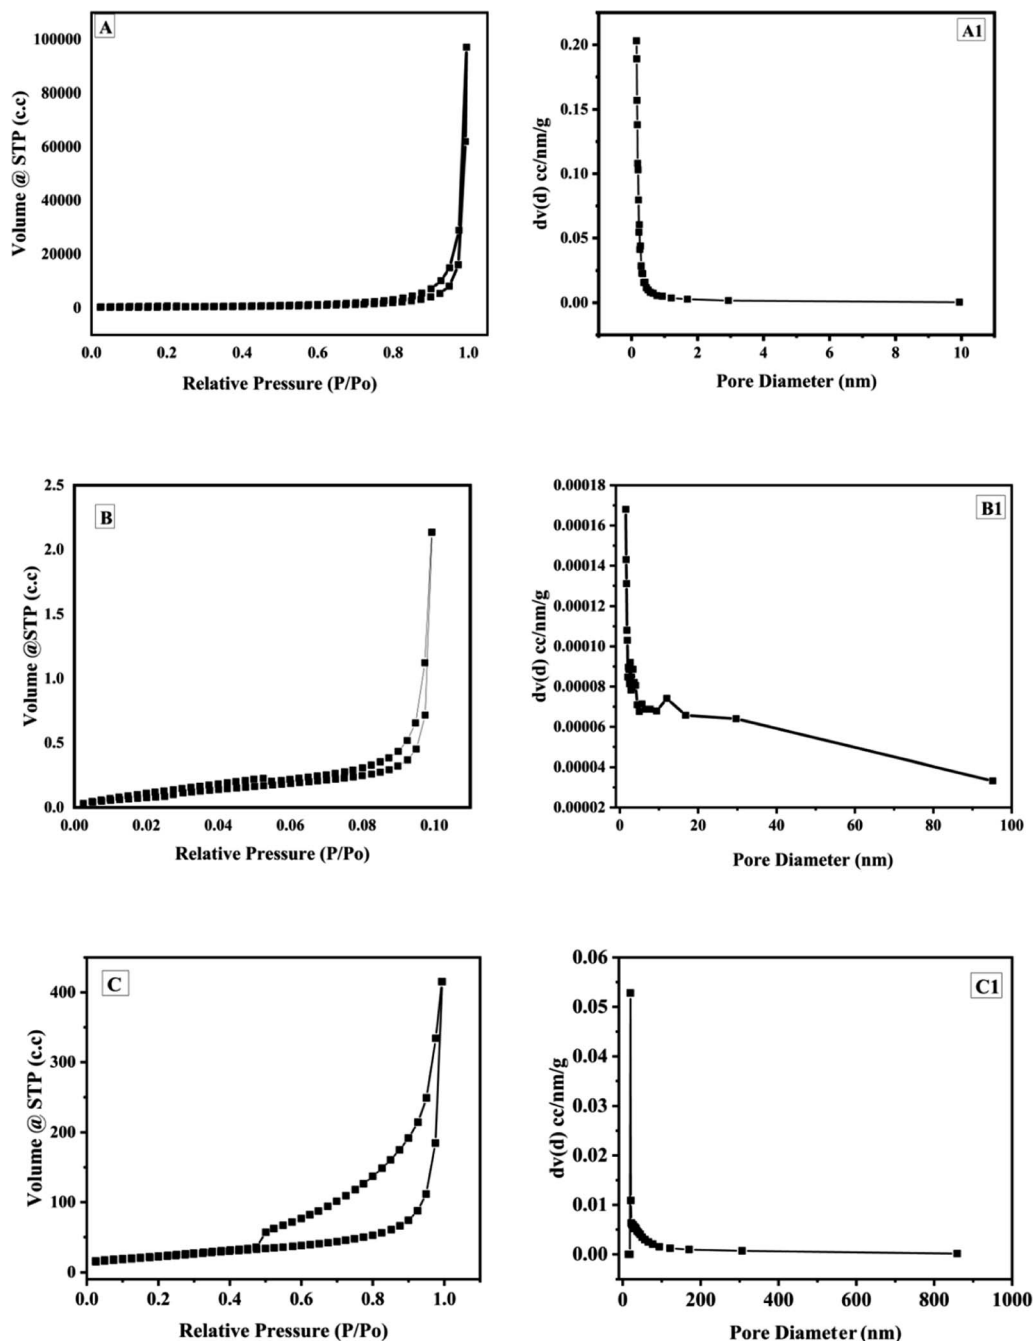 A
Volume @ STP (c.c)
100000
80000
60000
40000
20000
0
0.0 0.2 0.4 0.6 0.8 1.0
Relative Pressure (P/Po)
A1
dv(d) cc/nm/g
0.20
0.15
0.10
0.05
0.00
0 2 4 6 8 10
Pore Diameter (nm)
B
Volume @STP (c.c)
2.5
2.0
1.5
1.0
0.5
0.0
0.00 0.02 0.04 0.06 0.08 0.10
Relative Pressure (P/Po)
B1
dv(d) cc/nm/g
0.00018
0.00016
0.00014
0.00012
0.00010
0.00008
0.00006
0.00004
0.00002
0 20 40 60 80 100
Pore Diameter (nm)
C
Volume @ STP (c.c)
400
300
200
100
0
0.0 0.2 0.4 0.6 0.8 1.0
Relative Pressure (P/Po)
C1
dv(d) cc/nm/g
0.06
0.05
0.04
0.03
0.02
0.01
0.00
0 200 400 600 800 1000
Pore Diameter (nm)